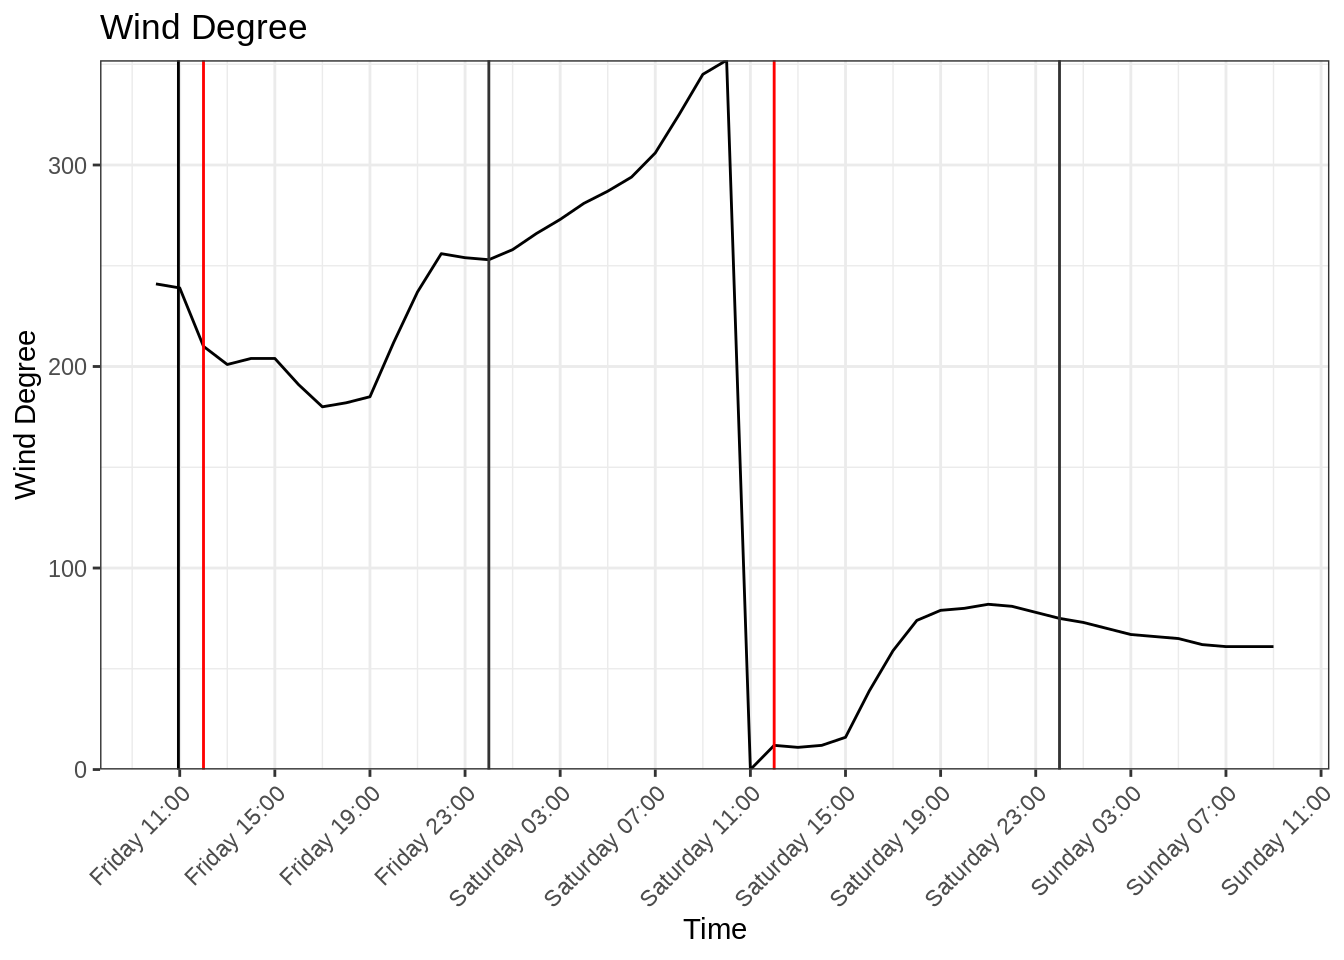 Wind Degree
Wind Degree
300
200
100
0
Friday 11:00
Friday 15:00
Friday 19:00
Friday 23:00
Saturday 03:00
Saturday 07:00
Saturday 11:00
Saturday 15:00
Saturday 19:00
Saturday 23:00
Sunday 03:00
Sunday 07:00
Sunday 11:00
Time